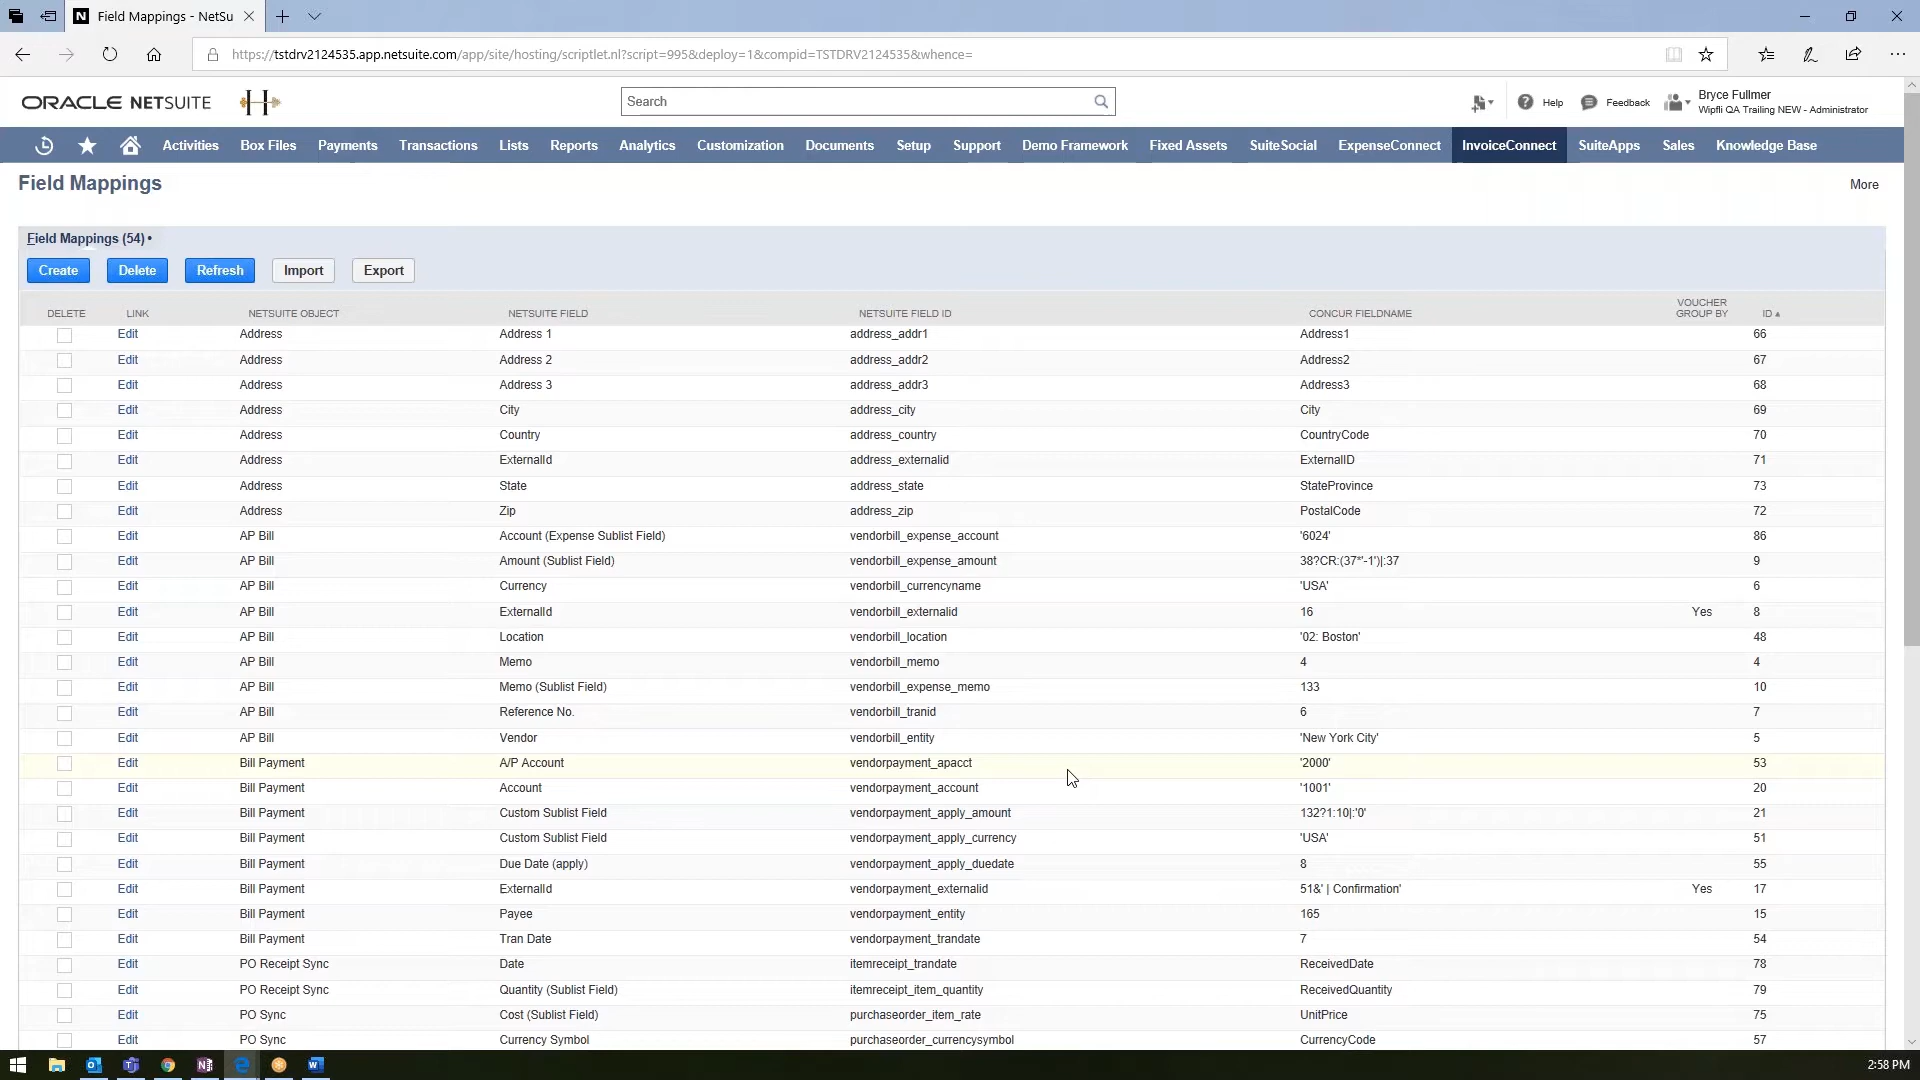 Field Mappings - NetSu
https://tstdrv2124535.app.netsuite.com/app/site/hosting/scriptlet.nl?script=995&deploy=1&compid=TSTDRV2124535&whence=
ORACLE NETSUITE
H
Search
Help
Feedback
Bryce Fullmer
Wipfli QA Trailing NEW - Administrator
Activities Box Files Payments Transactions Lists Reports Analytics Customization Documents Setup Support Demo Framework Fixed Assets SuiteSocial ExpenseConnect InvoiceConnect SuiteApps Sales Knowledge Base
Field Mappings
More
Field Mappings (54) •
Create Delete Refresh Import Export
DELETE LINK NETSUITE OBJECT NETSUITE FIELD NETSUITE FIELD ID CONCUR FIELDNAME VOUCHER GROUP BY ID ▲
Edit Address Address 1 address_addr1 Address1 66
Edit Address Address 2 address_addr2 Address2 67
Edit Address Address 3 address_addr3 Address3 68
Edit Address City address_city City 69
Edit Address Country address_country CountryCode 70
Edit Address ExternalId address_externalid ExternalID 71
Edit Address State address_state StateProvince 73
Edit Address Zip address_zip PostalCode 72
Edit AP Bill Account (Expense Sublist Field) vendorbill_expense_account '6024' 86
Edit AP Bill Amount (Sublist Field) vendorbill_expense_amount 38?CR:(37*'-1')|:37 9
Edit AP Bill Currency vendorbill_currencyname 'USA' 6
Edit AP Bill ExternalId vendorbill_externalid 16 Yes 8
Edit AP Bill Location vendorbill_location '02: Boston' 48
Edit AP Bill Memo vendorbill_memo 4 4
Edit AP Bill Memo (Sublist Field) vendorbill_expense_memo 133 10
Edit AP Bill Reference No. vendorbill_tranid 6 7
Edit AP Bill Vendor vendorbill_entity 'New York City' 5
Edit Bill Payment A/P Account vendorpayment_apacct '2000' 53
Edit Bill Payment Account vendorpayment_account '1001' 20
Edit Bill Payment Custom Sublist Field vendorpayment_apply_amount 132?1:10|:'0' 21
Edit Bill Payment Custom Sublist Field vendorpayment_apply_currency 'USA' 51
Edit Bill Payment Due Date (apply) vendorpayment_apply_duedate 8 55
Edit Bill Payment ExternalId vendorpayment_externalid 51&' | Confirmation' Yes 17
Edit Bill Payment Payee vendorpayment_entity 165 15
Edit Bill Payment Tran Date vendorpayment_trandate 7 54
Edit PO Receipt Sync Date itemreceipt_trandate ReceivedDate 78
Edit PO Receipt Sync Quantity (Sublist Field) itemreceipt_item_quantity ReceivedQuantity 79
Edit PO Sync Cost (Sublist Field) purchaseorder_item_rate UnitPrice 75
Edit PO Sync Currency Symbol purchaseorder_currencysymbol CurrencyCode 57
2:58 PM